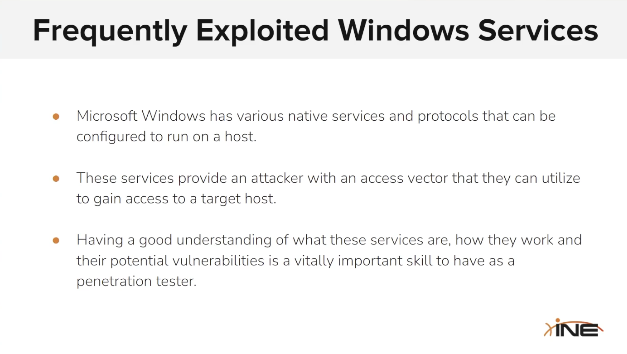 Frequently Exploited Windows Services
Microsoft Windows has various native services and protocols that can be
configured to run on a host.
These services provide an attacker with an access vector that they can utilize
to gain access to a target host.
Having a good understanding of what these services are, how they work and
their potential vulnerabilities is a vitally important skill to have as a
penetration tester.
INE